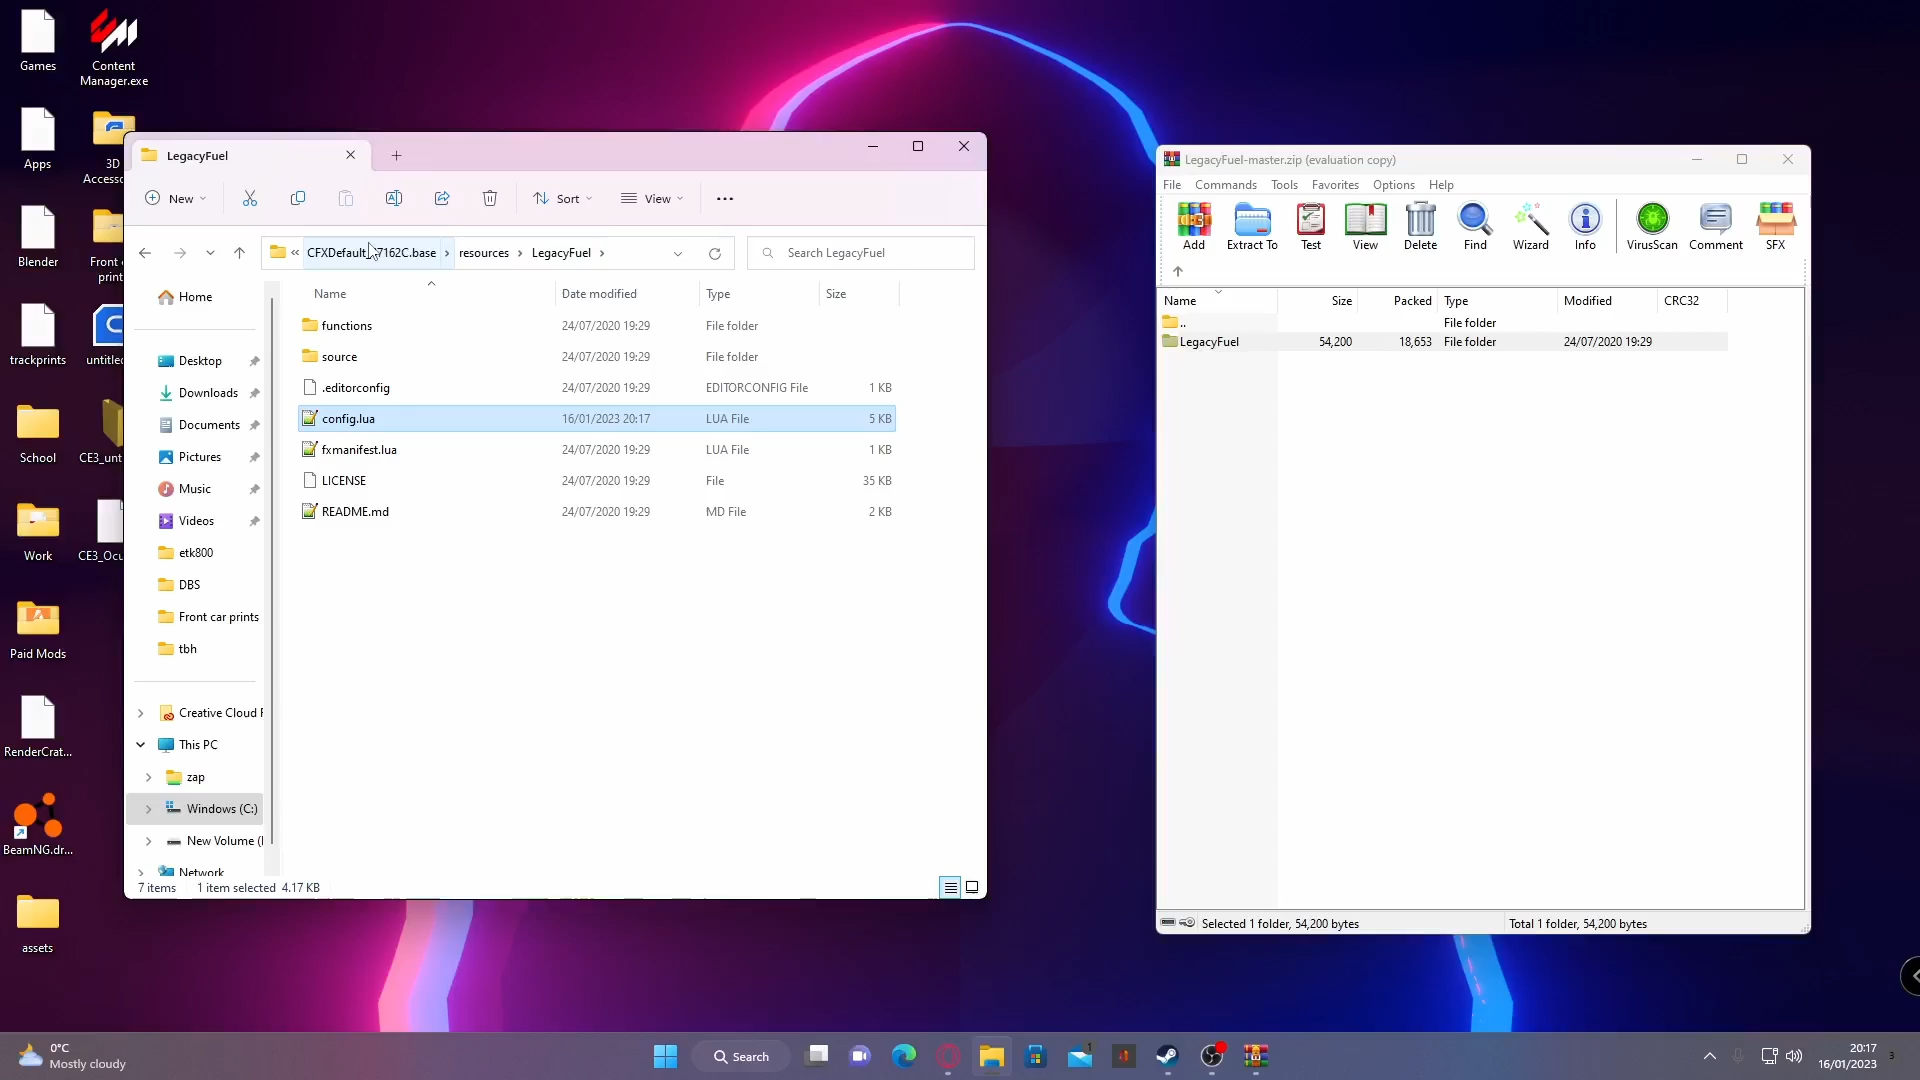 Games
Content
Manager.exe
Apps
3D
Accesso
Blender
Front c
print
trackprints
untitled
School
CE3_unt
Work
CE3_Ocu
Paid Mods
RenderCrat...
BeamNG.dr...
assets
LegacyFuel
New
Sort
View
CFXDefault
7162C.base
resources
LegacyFuel
Search LegacyFuel
Name
Date modified
Type
Size
functions
24/07/2020 19:29
File folder
source
24/07/2020 19:29
File folder
.editorconfig
24/07/2020 19:29
EDITORCONFIG File
1 KB
config.lua
16/01/2023 20:17
LUA File
5 KB
fxmanifest.lua
24/07/2020 19:29
LUA File
1 KB
LICENSE
24/07/2020 19:29
File
35 KB
README.md
24/07/2020 19:29
MD File
2 KB
Home
Desktop
Downloads
Documents
Pictures
Music
Videos
etk800
DBS
Front car prints
tbh
Creative Cloud F
This PC
zap
Windows (C:)
New Volume (
Network
7 items
1 item selected 4.17 KB
LegacyFuel-master.zip (evaluation copy)
File
Commands
Tools
Favorites
Options
Help
Add
Extract To
Test
View
Delete
Find
Wizard
Info
VirusScan
Comment
SFX
Name
Size
Packed
Type
Modified
CRC32
..
File folder
LegacyFuel
54,200
18,653
File folder
24/07/2020 19:29
Selected 1 folder, 54,200 bytes
Total 1 folder, 54,200 bytes
0°C
Mostly cloudy
Search
1
20:17
16/01/2023
3